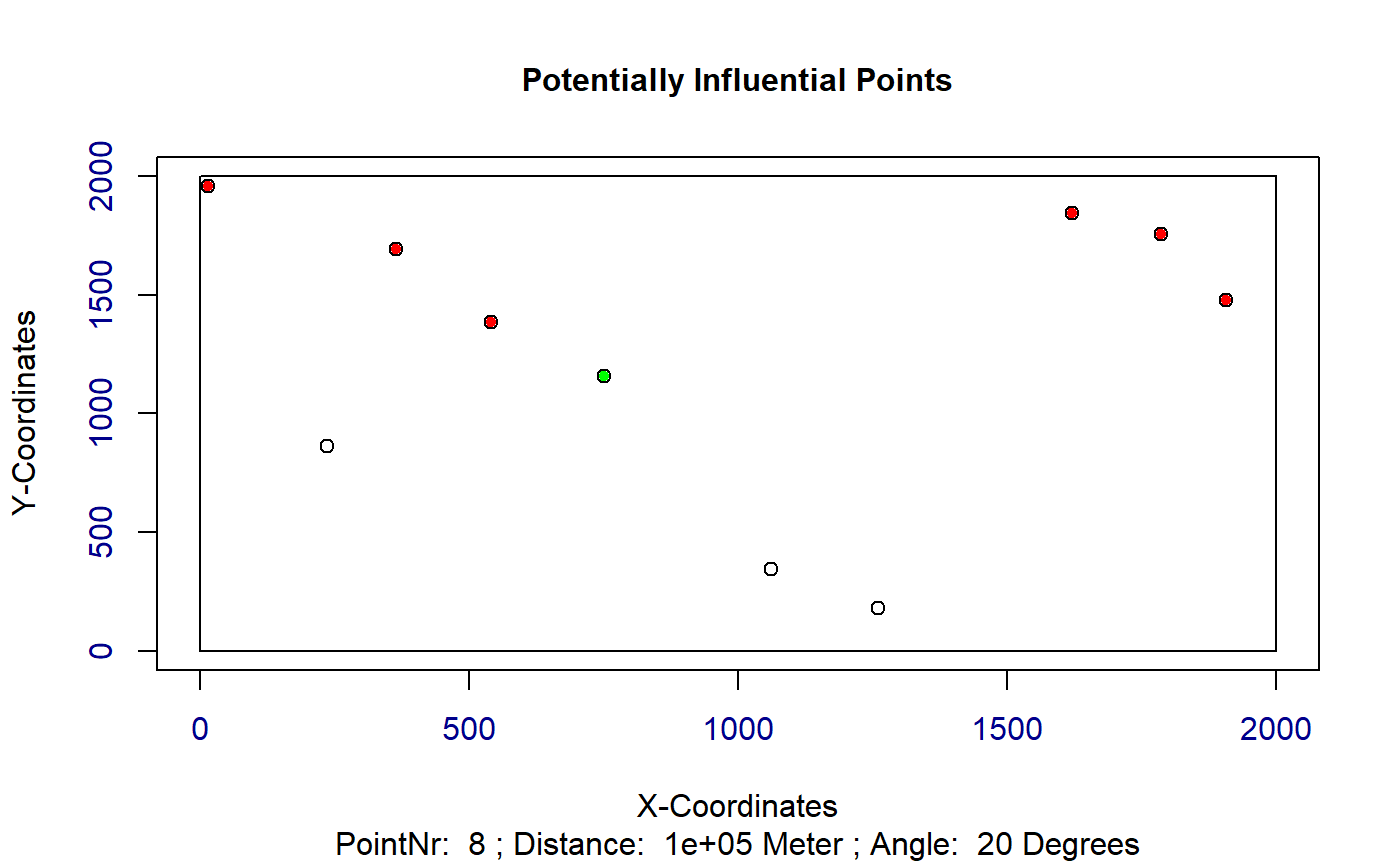 Potentially Influential Points
2000
1500
1000
500
0
Y-Coordinates
0 500 1000 1500 2000
X-Coordinates
PointNr:  8 ; Distance:  1e+05 Meter ; Angle:  20 Degrees